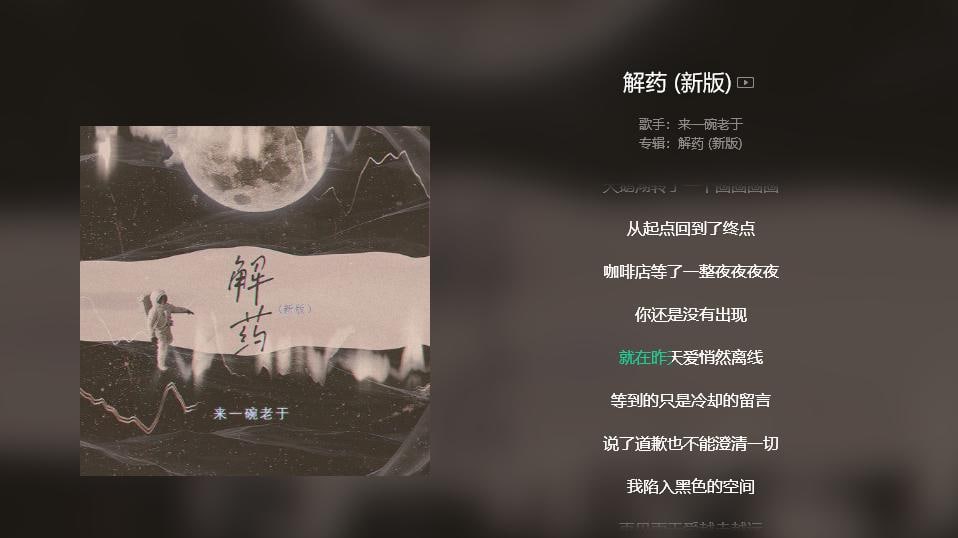 解药 (新版)
歌手：来一碗老于
专辑：解药 (新版)
从起点回到了终点
咖啡店等了一整夜夜夜夜
你还是没有出现
就在昨天爱悄然离线
等到的只是冷却的留言
说了道歉也不能澄清一切
我陷入黑色的空间
解
药
（新版）
来一碗老于